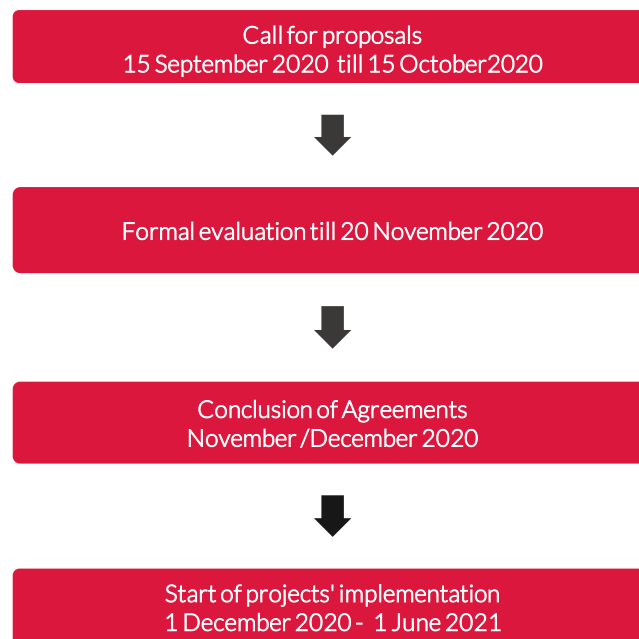 Call for proposals
15 September 2020 till 15 October2020
Formal evaluation till 20 November 2020
Conclusion of Agreements
November /December 2020
Start of projects' implementation
1 December 2020 - 1 June 2021